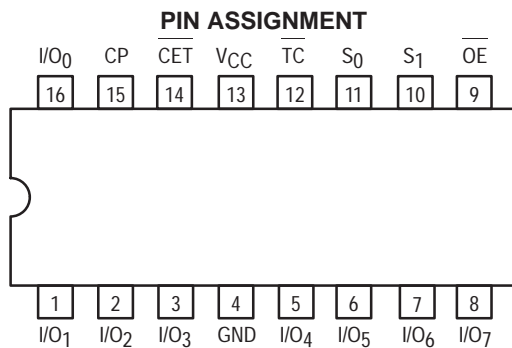 PIN ASSIGNMENT
I/O0 CP CET VCC TC S0 S1 OE
16 15 14 13 12 11 10 9
1 2 3 4 5 6 7 8
I/O1 I/O2 I/O3 GND I/O4 I/O5 I/O6 I/O7